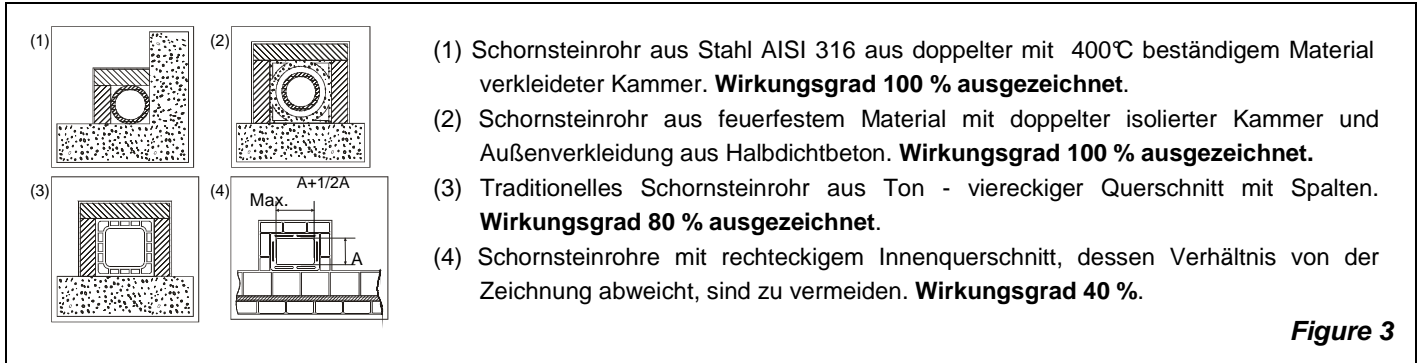 (1)
(2)
(3)
(4)
A+1/2A
Max.
A
(1) Schornsteinrohr aus Stahl AISI 316 aus doppelter mit 400℃ beständigem Material
verkleideter Kammer. Wirkungsgrad 100 % ausgezeichnet.
(2) Schornsteinrohr aus feuerfestem Material mit doppelter isolierter Kammer und
Außenverkleidung aus Halbdichtbeton. Wirkungsgrad 100 % ausgezeichnet.
(3) Traditionelles Schornsteinrohr aus Ton - viereckiger Querschnitt mit Spalten.
Wirkungsgrad 80 % ausgezeichnet.
(4) Schornsteinrohre mit rechteckigem Innenquerschnitt, dessen Verhältnis von der
Zeichnung abweicht, sind zu vermeiden. Wirkungsgrad 40 %.
Figure 3